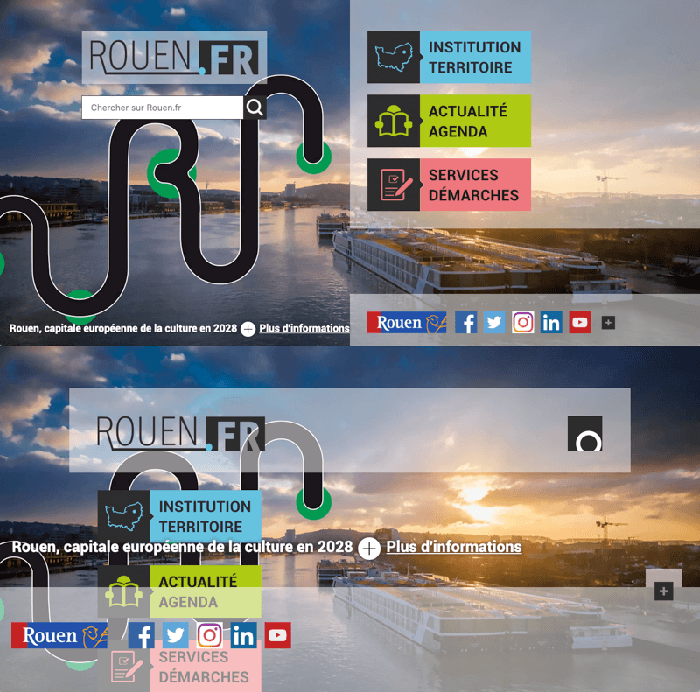 ROUEN.FR
Chercher sur Rouen.fr
INSTITUTION
TERRITOIRE
ACTUALITÉ
AGENDA
SERVICES
DÉMARCHES
Rouen, capitale européenne de la culture en 2028 + Plus d'informations
Rouen
ROUEN.FR
INSTITUTION
TERRITOIRE
Rouen, capitale européenne de la culture en 2028 + Plus d'informations
ACTUALITÉ
AGENDA
Rouen
SERVICES
DÉMARCHES